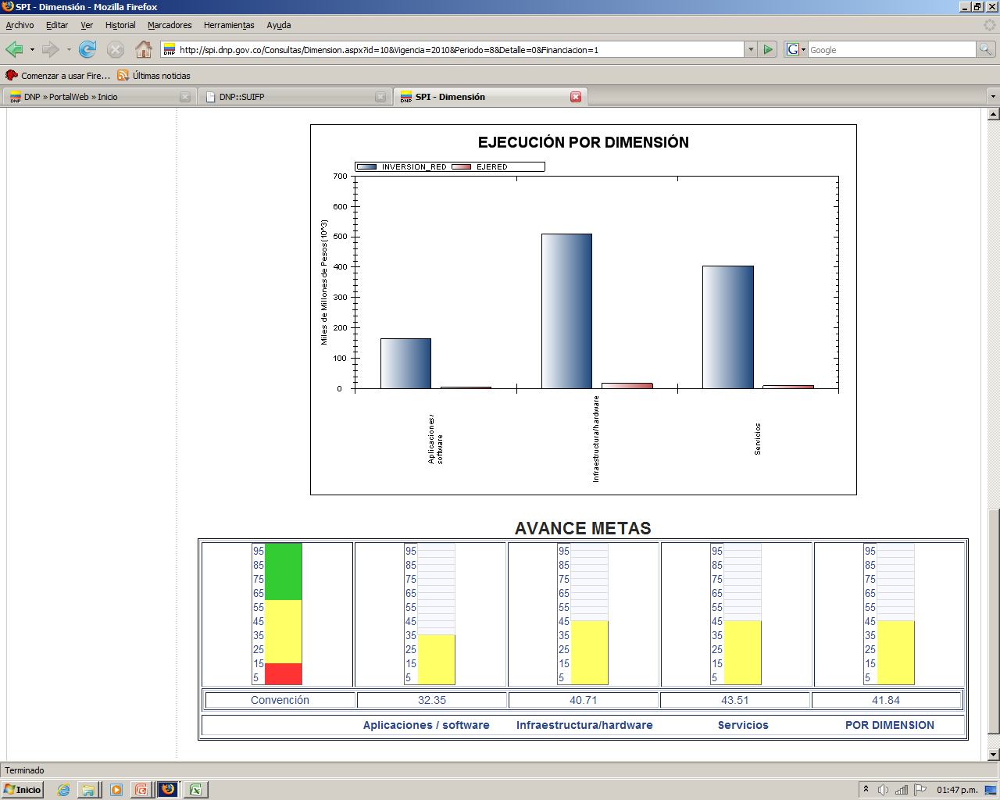 SPI - Dimensión - Mozilla Firefox
Archivo Editar Ver Historial Marcadores Herramientas Ayuda
http://spi.dnp.gov.co/Consultas/Dimension.aspx?id=10&Vigencia=2010&Periodo=8&Detalle=0&Financiacion=1
Google
Comenzar a usar Fire... Últimas noticias
DNP » PortalWeb » Inicio
DNP::SUIFP
SPI - Dimensión
EJECUCIÓN POR DIMENSIÓN
INVERSION_RED EJERED
700
600
500
400
300
200
100
0
Miles de Millones de Pesos(10^3)
Aplicaciones /
software
Infraestructura/hardware
Servicios
AVANCE METAS
95 95 95 95 95
85 85 85 85 85
75 75 75 75 75
65 65 65 65 65
55 55 55 55 55
45 45 45 45 45
35 35 35 35 35
25 25 25 25 25
15 15 15 15 15
5 5 5 5 5
Convención 32.35 40.71 43.51 41.84
Aplicaciones / software Infraestructura/hardware Servicios POR DIMENSION
Terminado
Inicio
01:47 p.m.